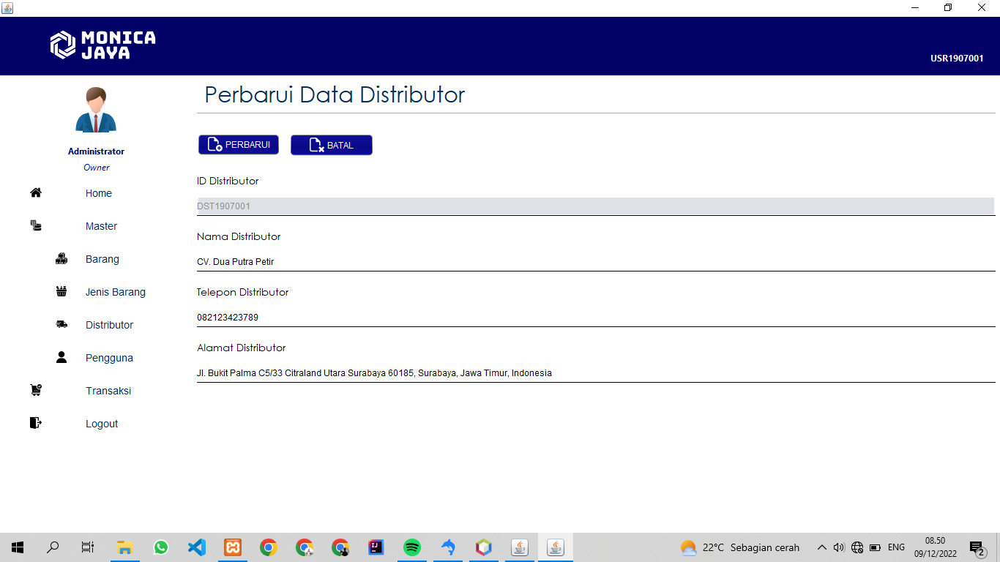 MONICA
JAYA
USR1907001
Administrator
Owner
Home
Master
Barang
Jenis Barang
Distributor
Pengguna
Transaksi
Logout
Perbarui Data Distributor
PERBARUI BATAL
ID Distributor
DST1907001
Nama Distributor
CV. Dua Putra Petir
Telepon Distributor
082123423789
Alamat Distributor
Jl. Bukit Palma C5/33 Citraland Utara Surabaya 60185, Surabaya, Jawa Timur, Indonesia
IJ
22°C Sebagian cerah
ENG
08.50
09/12/2022
2